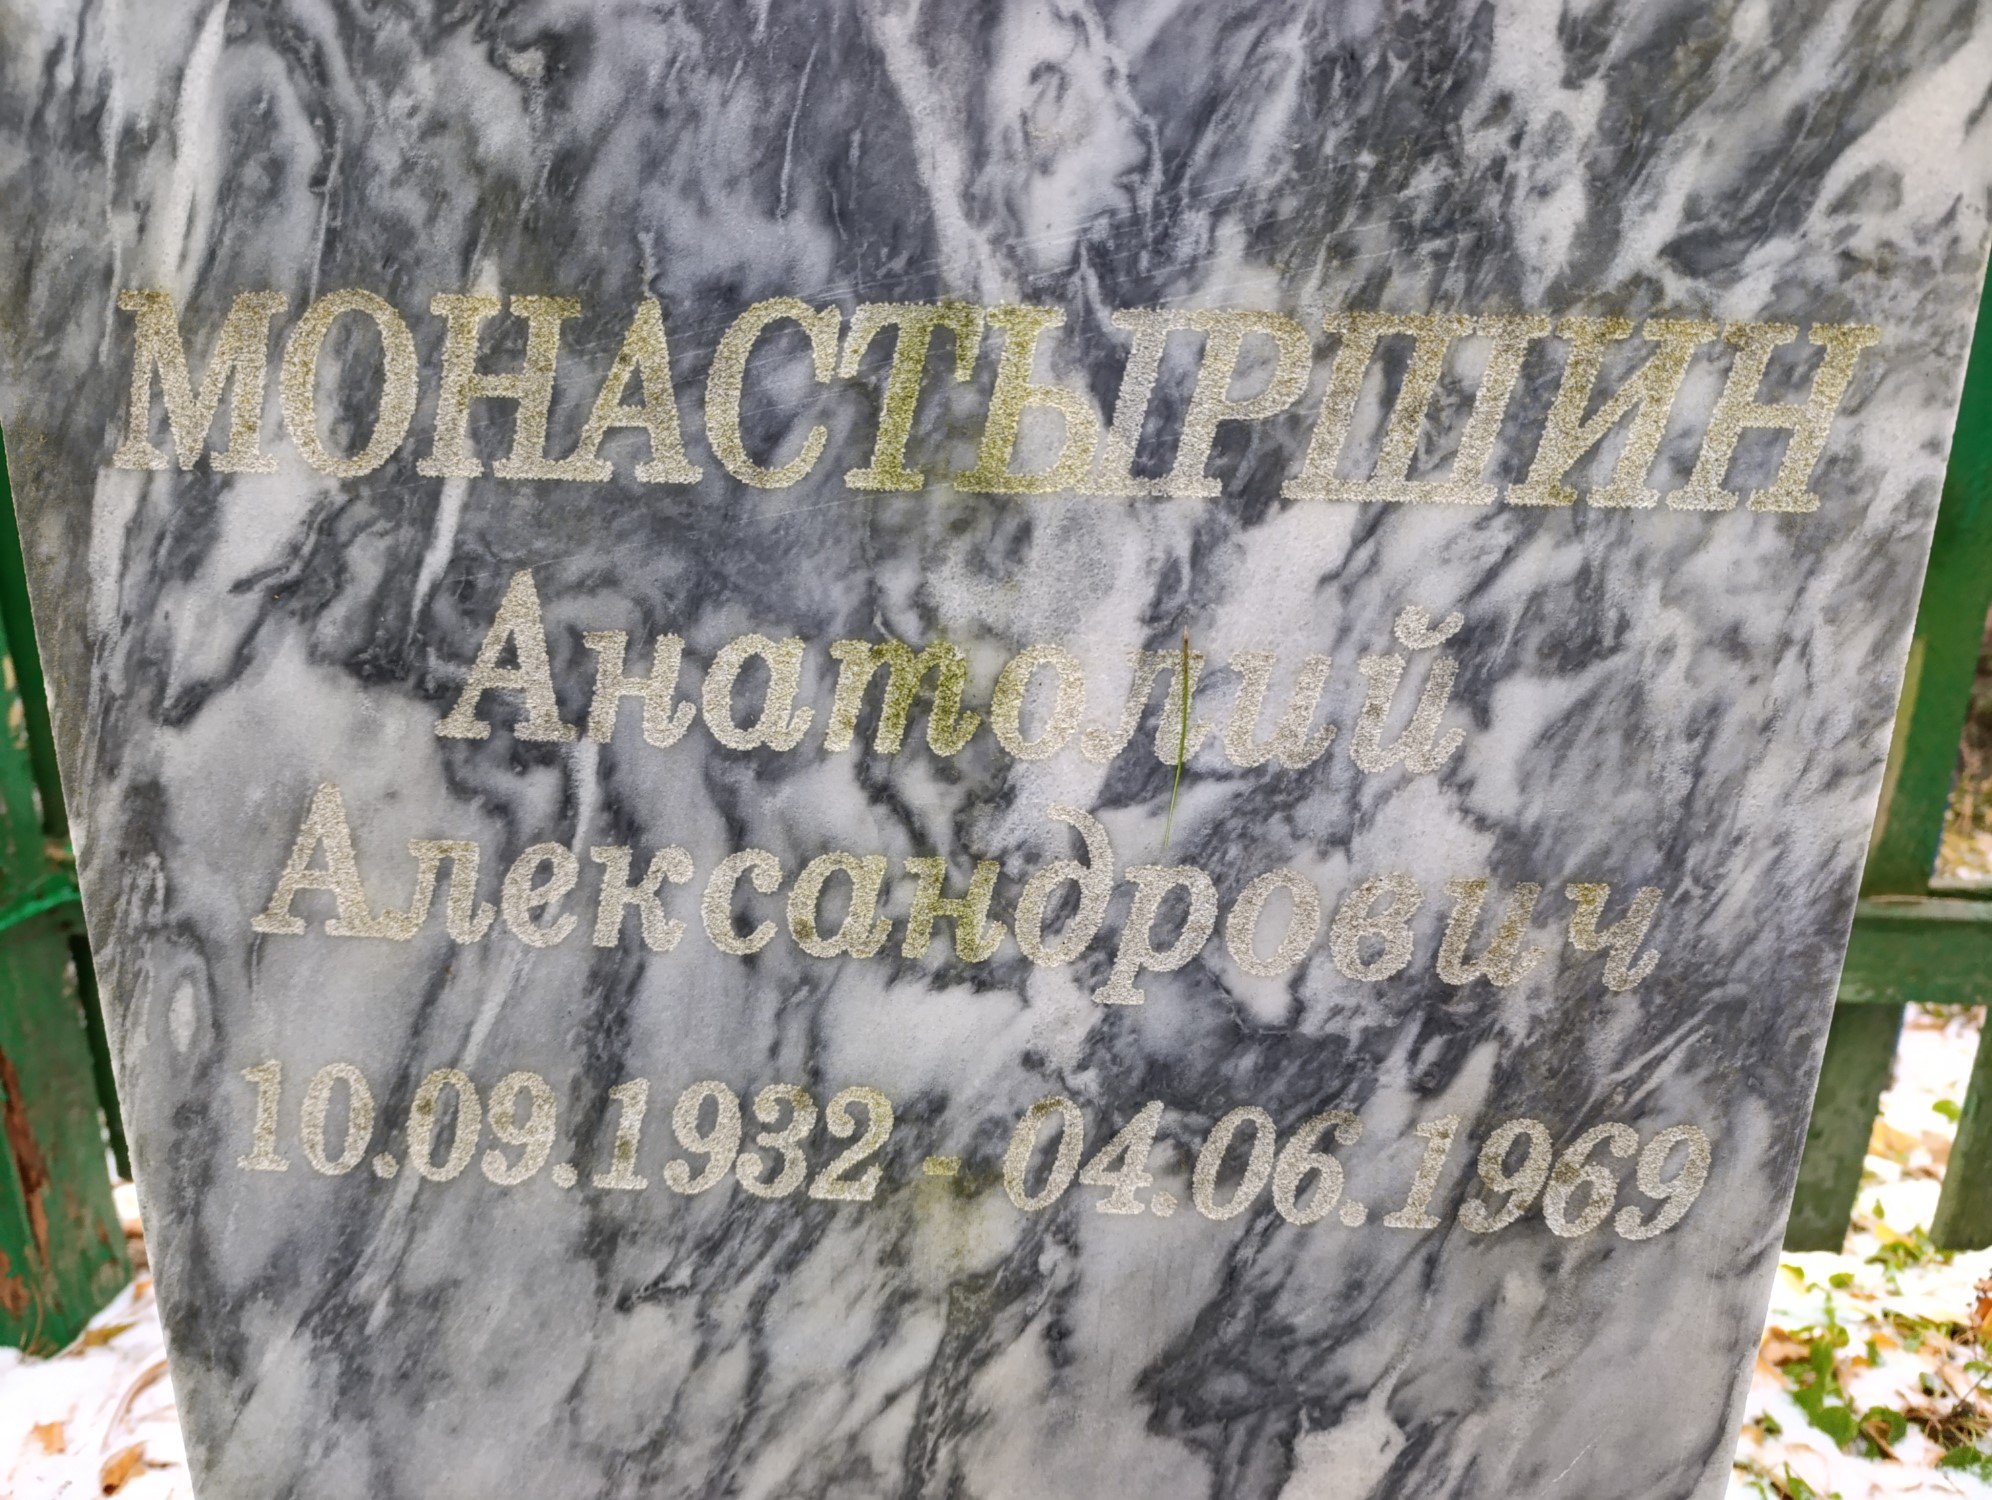 МОНАСТЫРШИН
Анатолий
Александрович
10.09.1932 - 04.06.1969